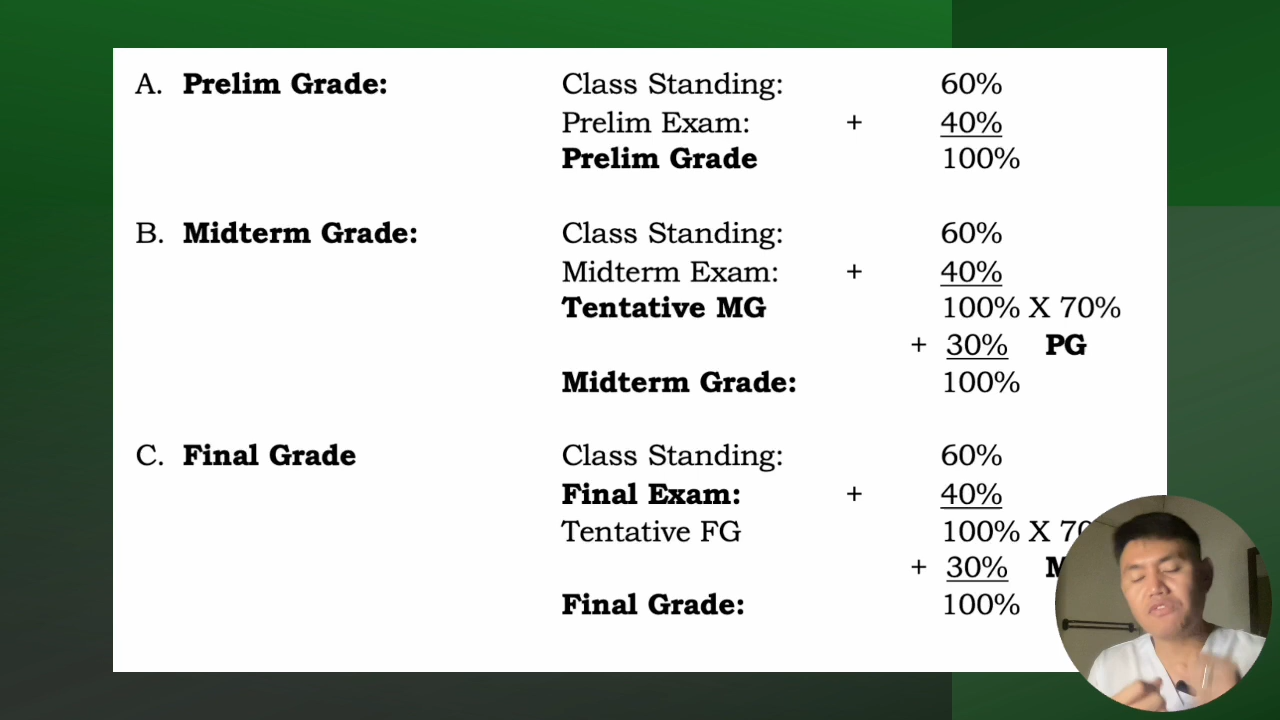 A. Prelim Grade: Class Standing: 60%
Prelim Exam: + 40%
Prelim Grade 100%
B. Midterm Grade: Class Standing: 60%
Midterm Exam: + 40%
Tentative MG 100% X 70%
+ 30% PG
Midterm Grade: 100%
C. Final Grade Class Standing: 60%
Final Exam: + 40%
Tentative FG 100% X
+ 30%
Final Grade: 100%